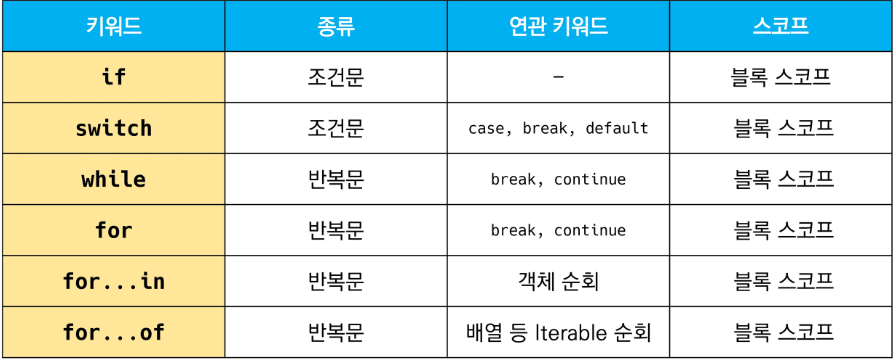 키워드 종류 연관 키워드 스코프
if 조건문 - 블록 스코프
switch 조건문 case, break, default 블록 스코프
while 반복문 break, continue 블록 스코프
for 반복문 break, continue 블록 스코프
for...in 반복문 객체 순회 블록 스코프
for...of 반복문 배열 등 Iterable 순회 블록 스코프